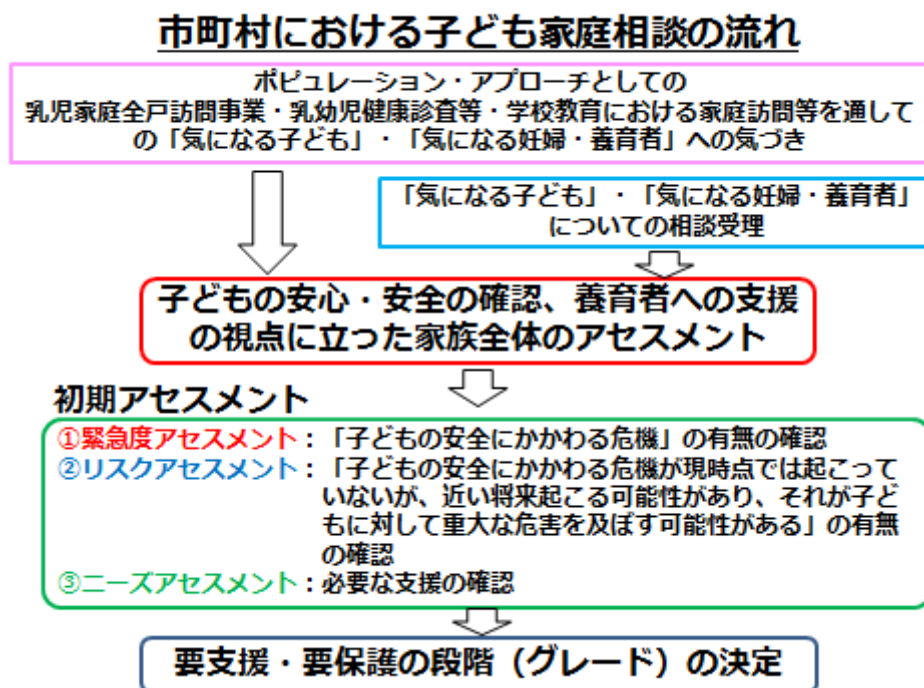 市町村における子ども家庭相談の流れ
ポピュレーション・アプローチとしての
乳児家庭全戸訪問事業・乳幼児健康診査等・学校教育における家庭訪問等を通して
の「気になる子ども」・「気になる妊婦・養育者」への気づき
「気になる子ども」・「気になる妊婦・養育者」
についての相談受理
子どもの安心・安全の確認、養育者への支援
の視点に立った家族全体のアセスメント
初期アセスメント
①緊急度アセスメント：「子どもの安全にかかわる危機」の有無の確認
②リスクアセスメント：「子どもの安全にかかわる危機が現時点では起こって
いないが、近い将来起こる可能性があり、それが子ど
もに対して重大な危害を及ぼす可能性がある」の有無
の確認
③ニーズアセスメント：必要な支援の確認
要支援・要保護の段階（グレード）の決定